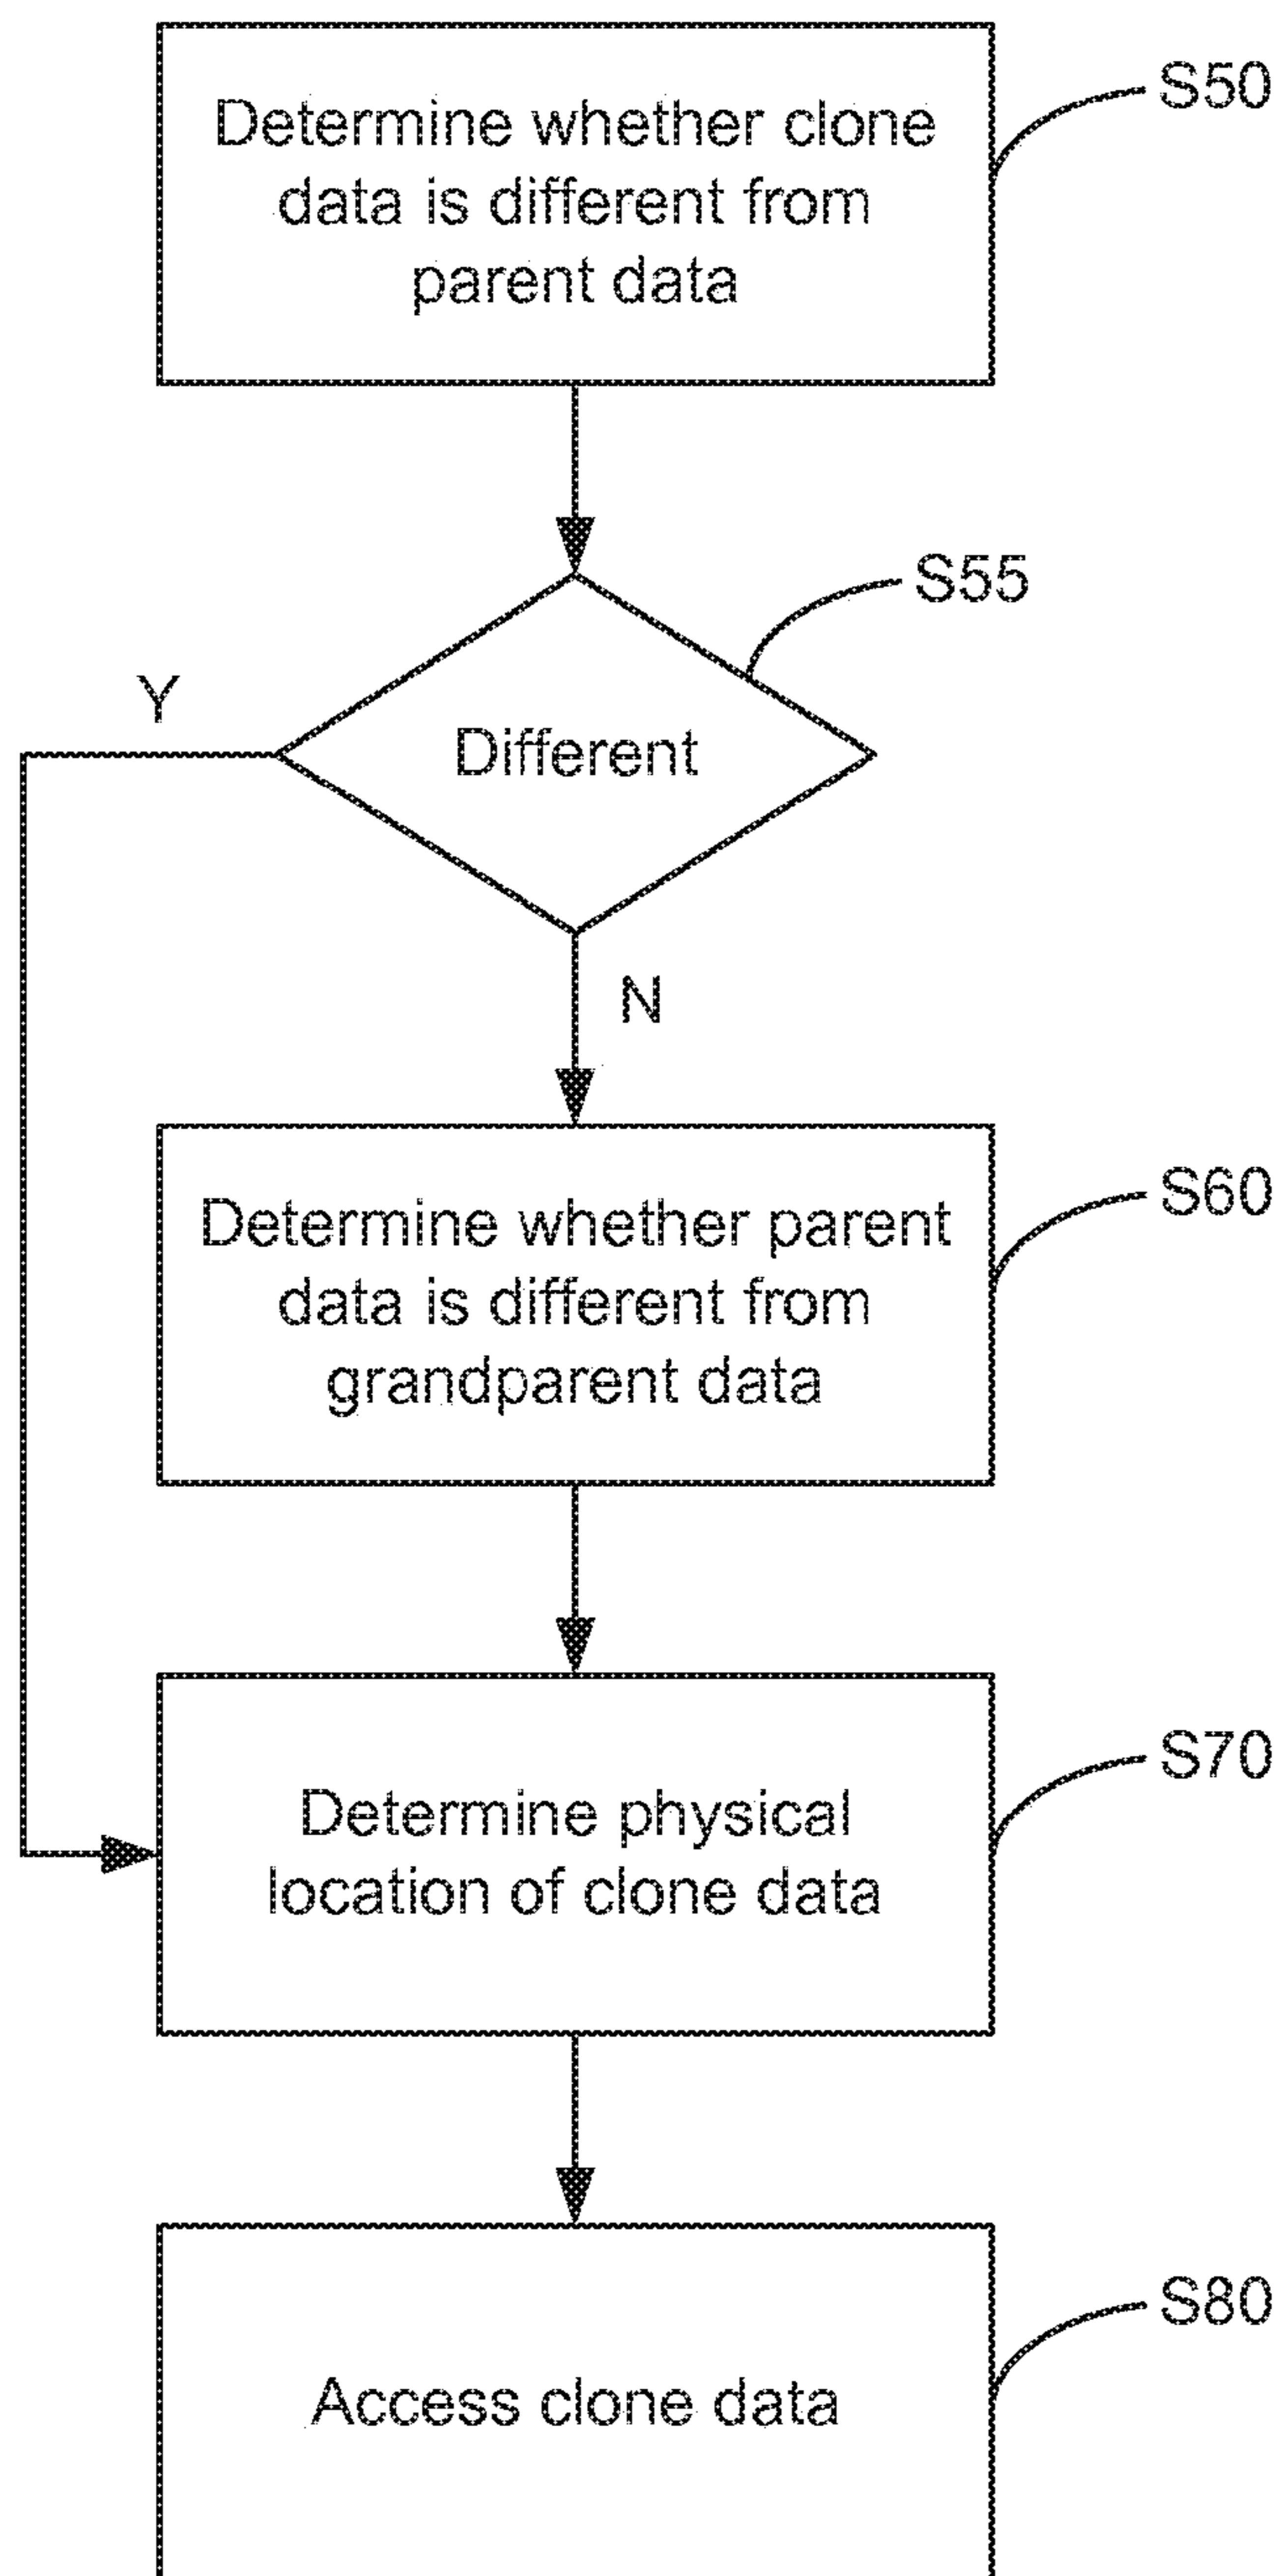 Determine whether clone
data is different from
parent data
S50
Different
S55
Y
N
Determine whether parent
data is different from
grandparent data
S60
Determine physical
location of clone data
S70
Access clone data
S80